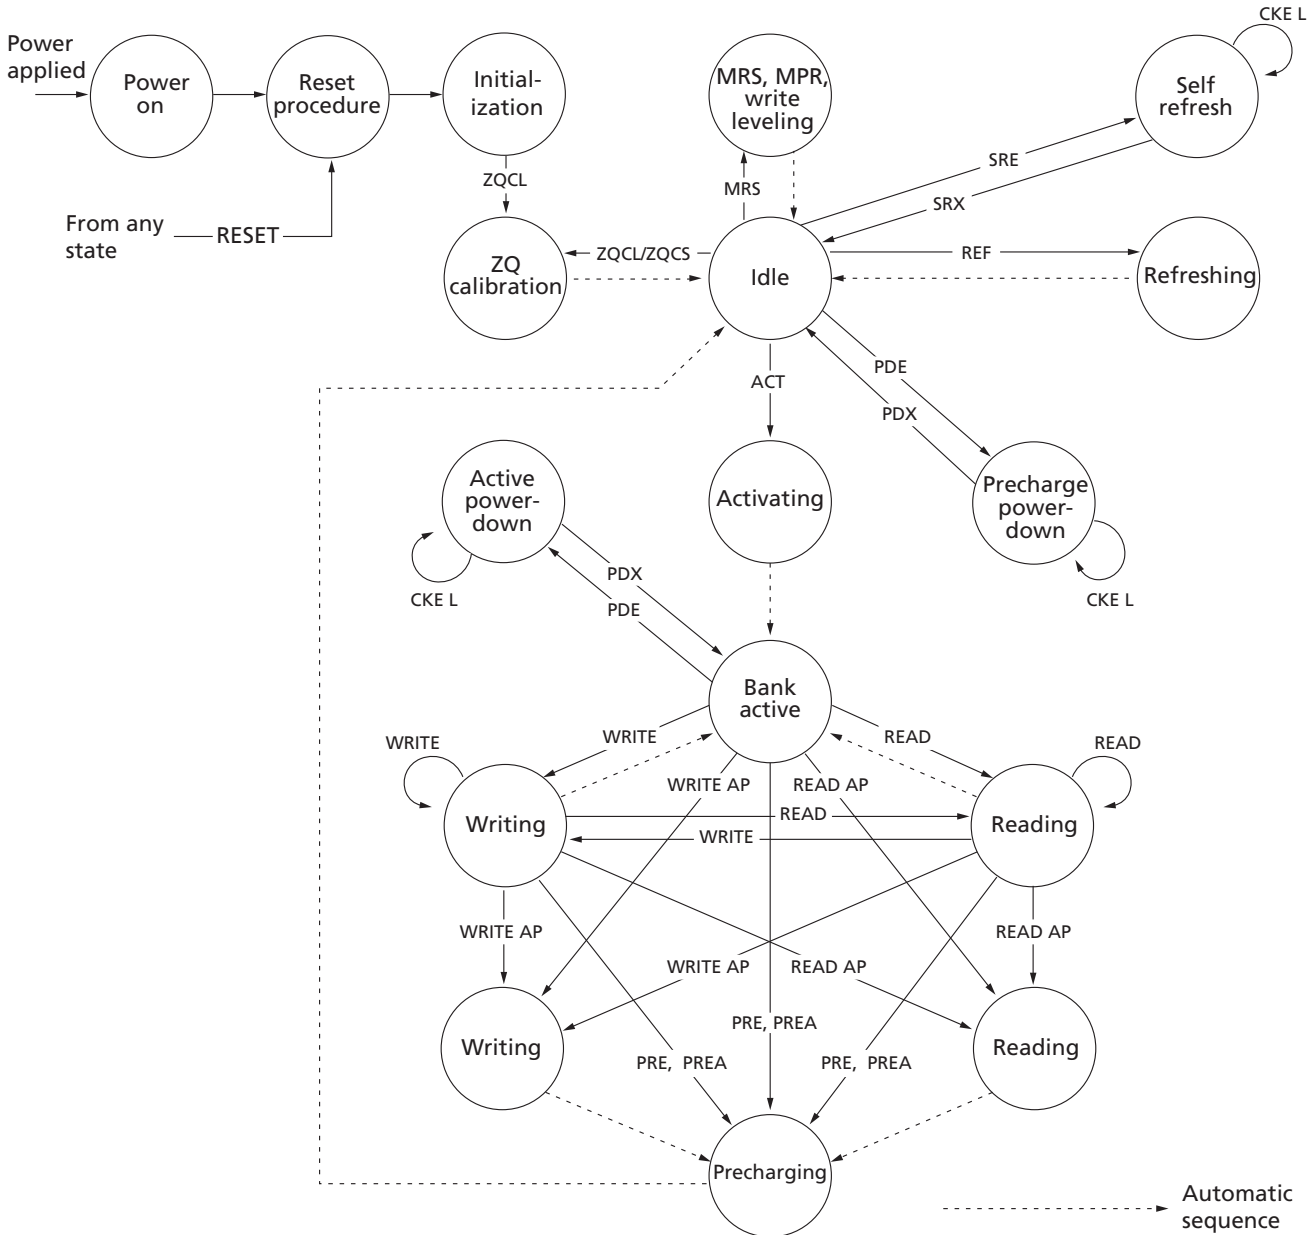 CKE L
Power
applied
Power
on
Reset
procedure
Initial-
ization
MRS, MPR,
write
leveling
Self
refresh
SRE
ZQCL
MRS
SRX
From any
state
RESET
ZQCL/ZQCS
REF
ZQ
calibration
Idle
Refreshing
PDE
ACT
PDX
Active
power-
down
Activating
Precharge
power-
down
PDX
CKE L
PDE
CKE L
Bank
active
WRITE
WRITE
READ
READ
WRITE AP
READ AP
Writing
READ
WRITE
Reading
WRITE AP
READ AP
WRITE AP
READ AP
PRE, PREA
Writing
Reading
PRE, PREA
PRE, PREA
Precharging
Automatic
sequence